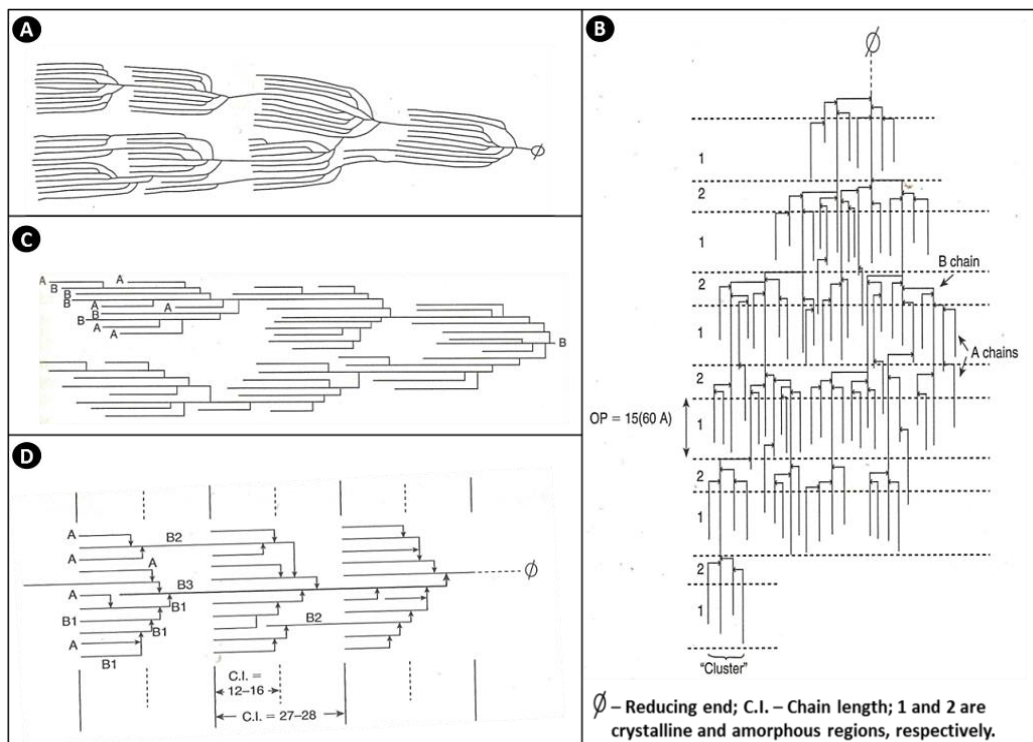 A
Ø
B
Ø
1
2
1
2
B chain
1
A chains
2
OP = 15(60 A)
1
2
1
2
1
"Cluster"
Ø – Reducing end; C.I. – Chain length; 1 and 2 are
crystalline and amorphous regions, respectively.
C
A A
B
B
B
A A
B
B
A
A
B
D
A
B2
A
A
B3
Ø
A
B1
B1
B1
B2
A
B1
C.I. =
12–16
C.I. = 27–28